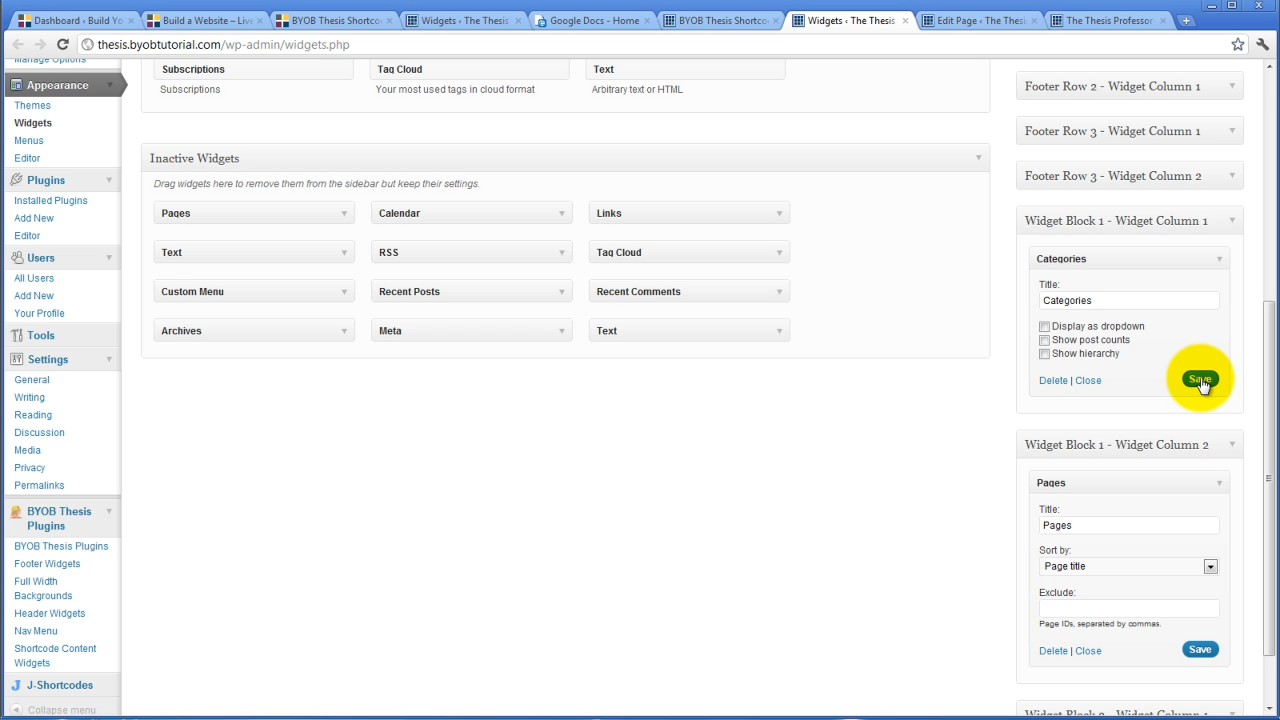 Dashboard ‹ Build Yo
Build a Website – Live
BYOB Thesis Shortco
Widgets ‹ The Thesis
Google Docs - Home
BYOB Thesis Shortco
Widgets ‹ The Thesis
Edit Page ‹ The Thesi
The Thesis Professor
thesis.byobtutorial.com/wp-admin/widgets.php
Manage Options
Appearance
Themes
Widgets
Menus
Editor
Plugins
Installed Plugins
Add New
Editor
Users
All Users
Add New
Your Profile
Tools
Settings
General
Writing
Reading
Discussion
Media
Privacy
Permalinks
BYOB Thesis
Plugins
BYOB Thesis Plugins
Footer Widgets
Full Width
Backgrounds
Header Widgets
Nav Menu
Shortcode Content
Widgets
J-Shortcodes
Collapse menu
Subscriptions
Tag Cloud
Text
Subscriptions
Your most used tags in cloud format
Arbitrary text or HTML
Inactive Widgets
Drag widgets here to remove them from the sidebar but keep their settings.
Pages
Calendar
Links
Text
RSS
Tag Cloud
Custom Menu
Recent Posts
Recent Comments
Archives
Meta
Text
Footer Row 2 - Widget Column 1
Footer Row 3 - Widget Column 1
Footer Row 3 - Widget Column 2
Widget Block 1 - Widget Column 1
Categories
Title:
Categories
Display as dropdown
Show post counts
Show hierarchy
Delete | Close
Save
Widget Block 1 - Widget Column 2
Pages
Title:
Pages
Sort by:
Page title
Exclude:
Page IDs, separated by commas.
Delete | Close
Save
Widget Block 2 - Widget Column 1